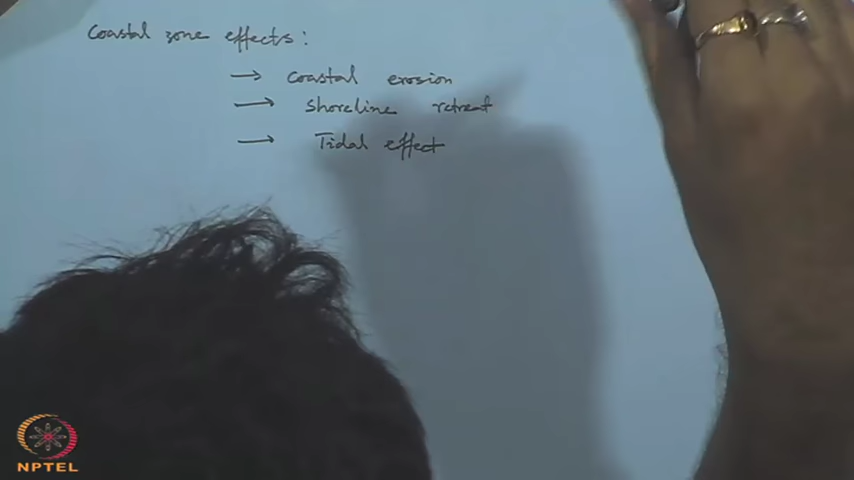 Coastal zone effects:
→ Coastal erosion
→ Shoreline retreat
→ Tidal effect
NPTEL